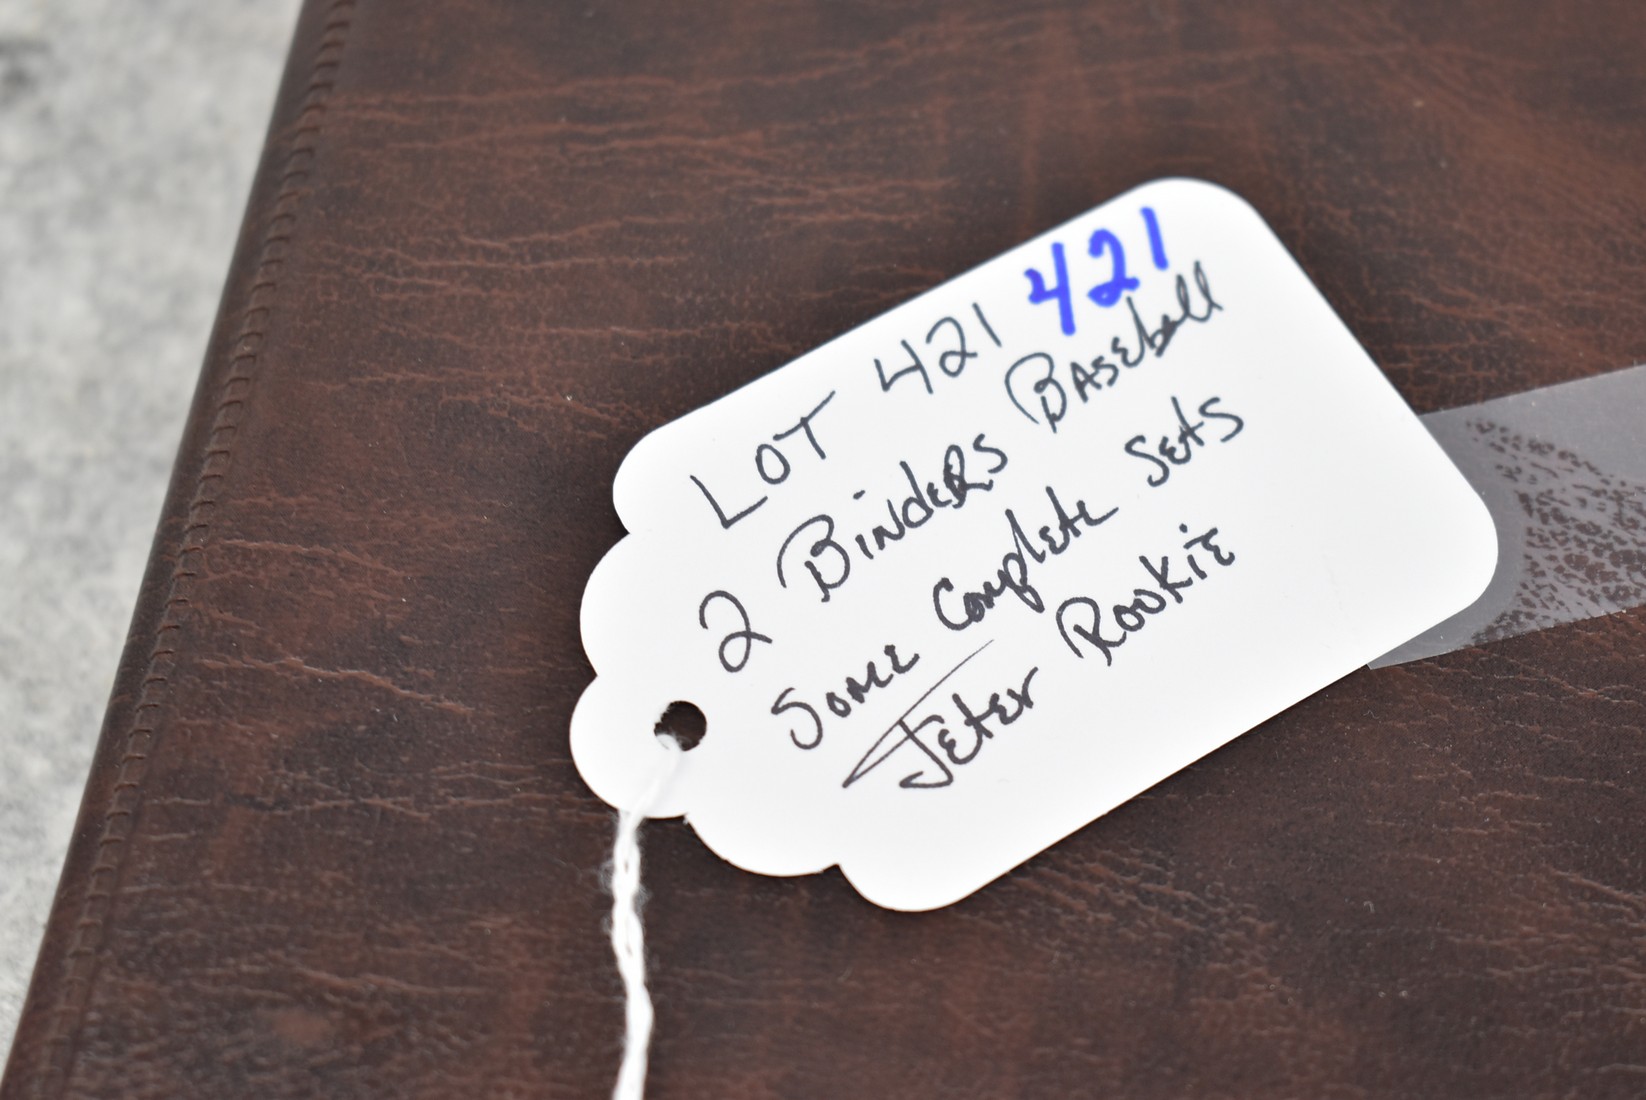 LOT 421 421
2 Binders Baseball
Some Complete Sets
Jeter Rookie